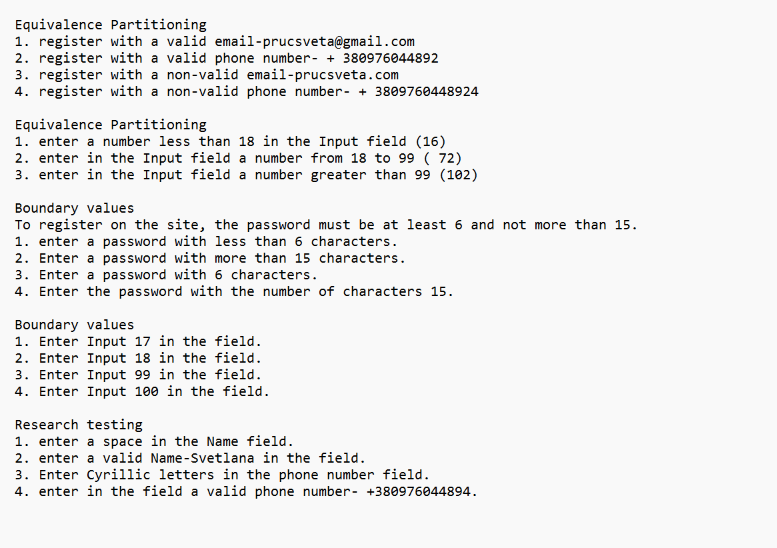 Equivalence Partitioning
1. register with a valid email-prucsveta@gmail.com
2. register with a valid phone number- + 380976044892
3. register with a non-valid email-prucsveta.com
4. register with a non-valid phone number- + 3809760448924
Equivalence Partitioning
1. enter a number less than 18 in the Input field (16)
2. enter in the Input field a number from 18 to 99 ( 72)
3. enter in the Input field a number greater than 99 (102)
Boundary values
To register on the site, the password must be at least 6 and not more than 15.
1. enter a password with less than 6 characters.
2. Enter a password with more than 15 characters.
3. Enter a password with 6 characters.
4. Enter the password with the number of characters 15.
Boundary values
1. Enter Input 17 in the field.
2. Enter Input 18 in the field.
3. Enter Input 99 in the field.
4. Enter Input 100 in the field.
Research testing
1. enter a space in the Name field.
2. enter a valid Name-Svetlana in the field.
3. Enter Cyrillic letters in the phone number field.
4. enter in the field a valid phone number- +380976044894.